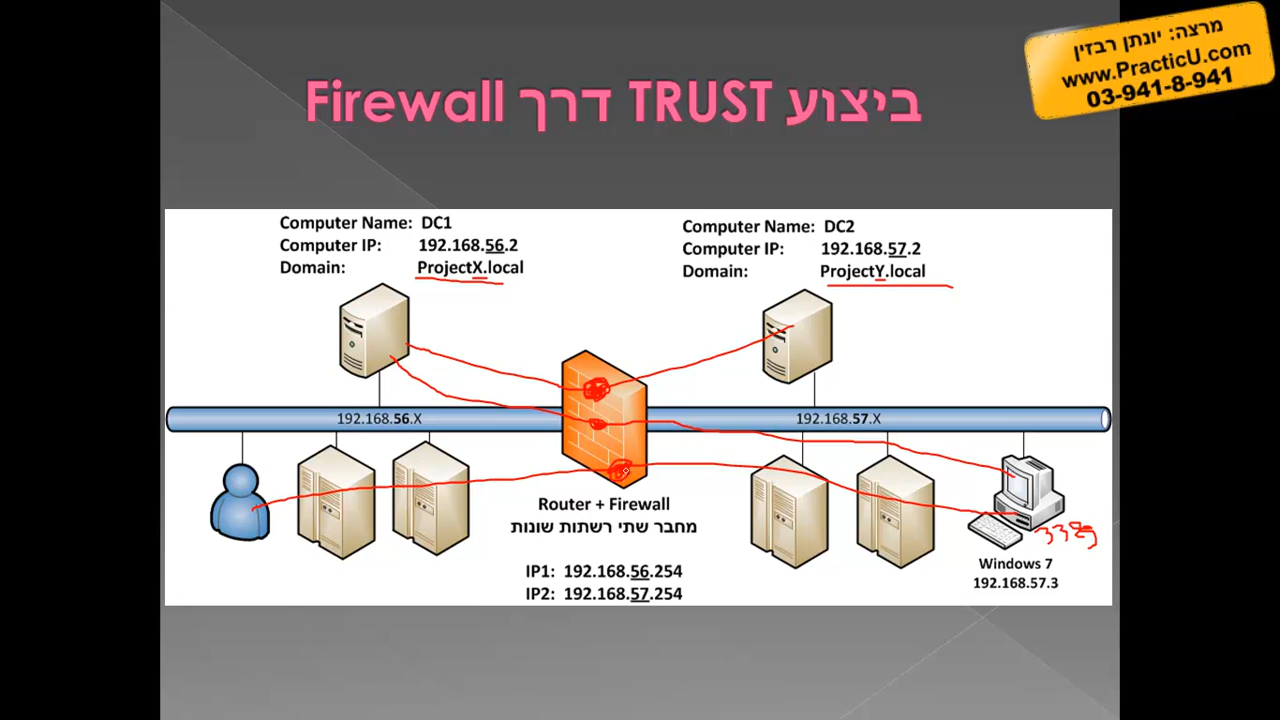 מרצה: יונתן רבזין
www.PracticU.com
03-941-8-941
ביצוע TRUST דרך Firewall
Computer Name: DC1
Computer IP: 192.168.56.2
Domain: ProjectX.local
Computer Name: DC2
Computer IP: 192.168.57.2
Domain: ProjectY.local
192.168.56.X
192.168.57.X
Router + Firewall
מחבר שתי רשתות שונות
IP1: 192.168.56.254
IP2: 192.168.57.254
3389
Windows 7
192.168.57.3